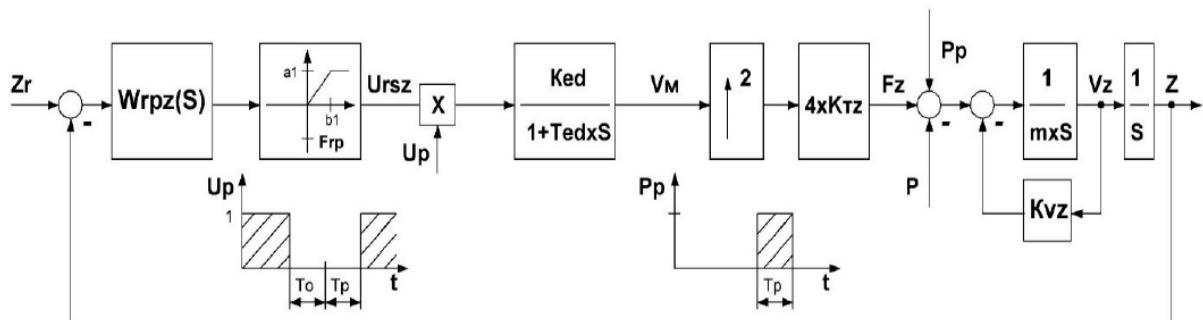 Zr
-
Wrpz(S)
a1
b1
Frp
Ursz
X
Up
Ked
1+TedxS
Vм
2
4xKтz
Fz
Pp
-
P
-
1
mxS
Vz
1
S
Z
Kvz
Up
1
To
Tp
t
Pp
Tp
t